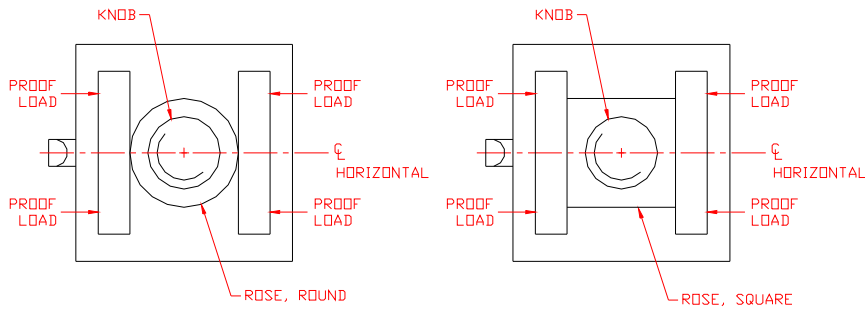 KNOB
PROOF
LOAD
PROOF
LOAD
℄
HORIZONTAL
PROOF
LOAD
PROOF
LOAD
ROSE, ROUND
KNOB
PROOF
LOAD
PROOF
LOAD
℄
HORIZONTAL
PROOF
LOAD
PROOF
LOAD
ROSE, SQUARE